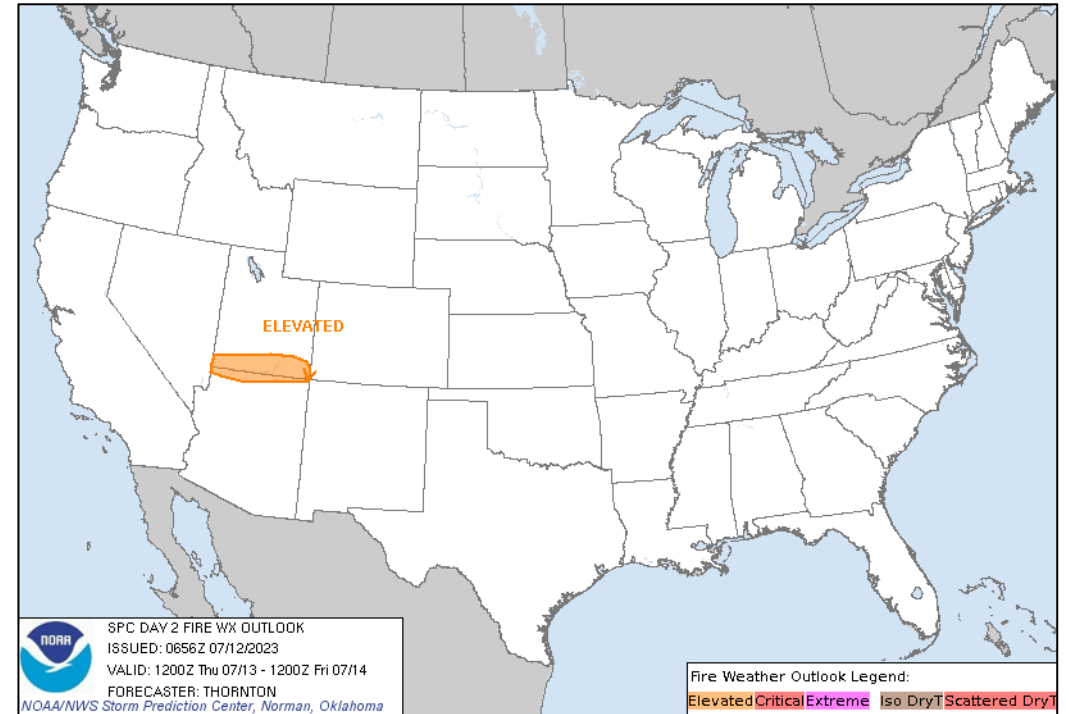 ELEVATED
NOAA
SPC DAY 2 FIRE WX OUTLOOK
ISSUED: 0656Z 07/12/2023
VALID: 1200Z Thu 07/13 - 1200Z Fri 07/14
FORECASTER: THORNTON
NOAA/NWS Storm Prediction Center, Norman, Oklahoma
Fire Weather Outlook Legend:
Elevated Critical Extreme Iso DryT Scattered DryT